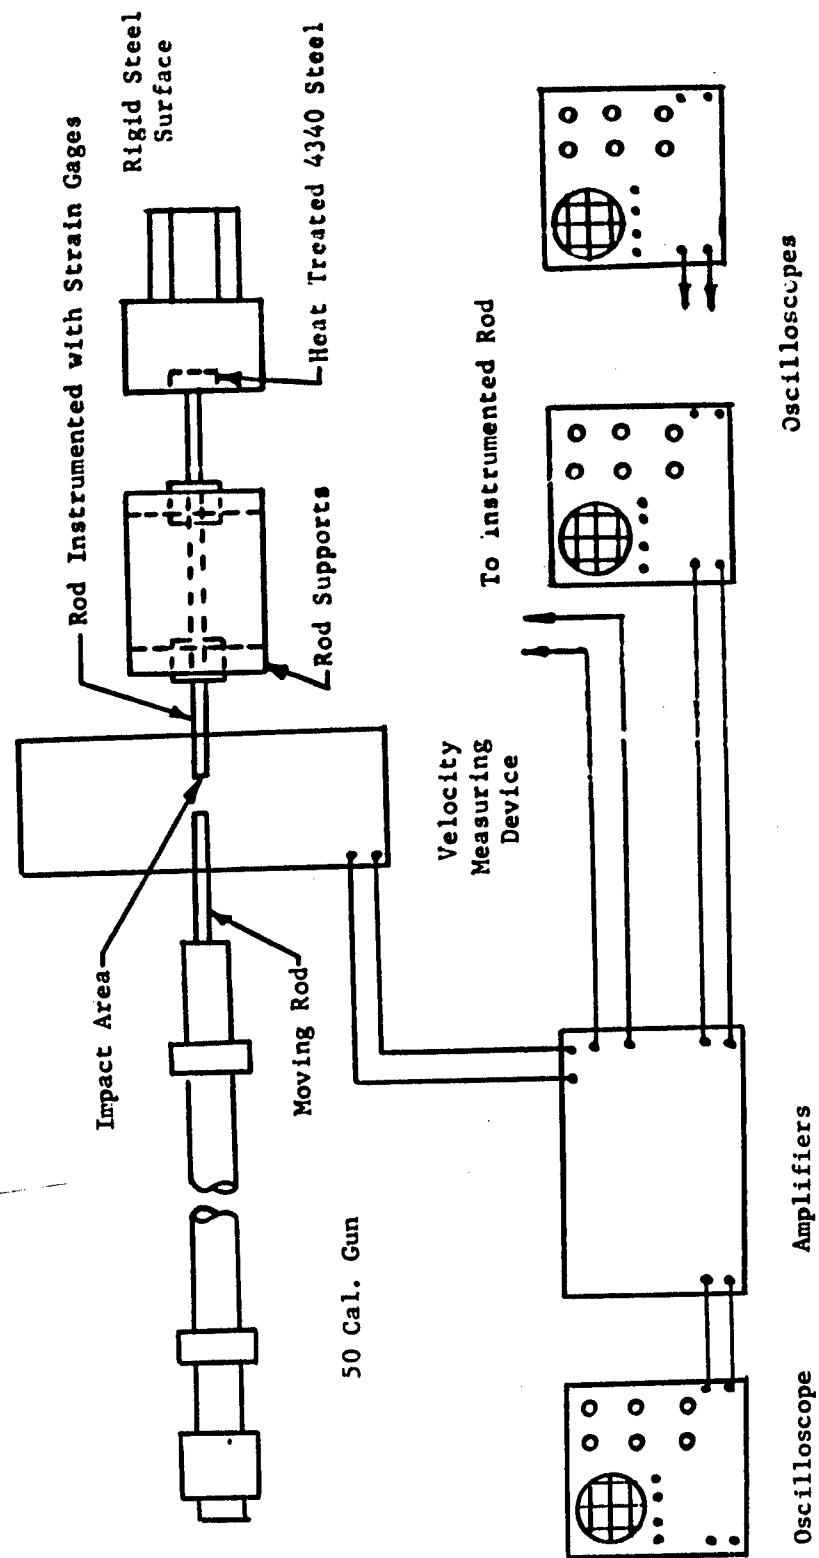 Rod Instrumented with Strain Gages
Rigid Steel
Surface
Heat Treated 4340 Steel
Rod Supports
Impact Area
Moving Rod
50 Cal. Gun
Velocity
Measuring
Device
To instrumented Rod
Oscilloscope
Amplifiers
Oscilloscopes